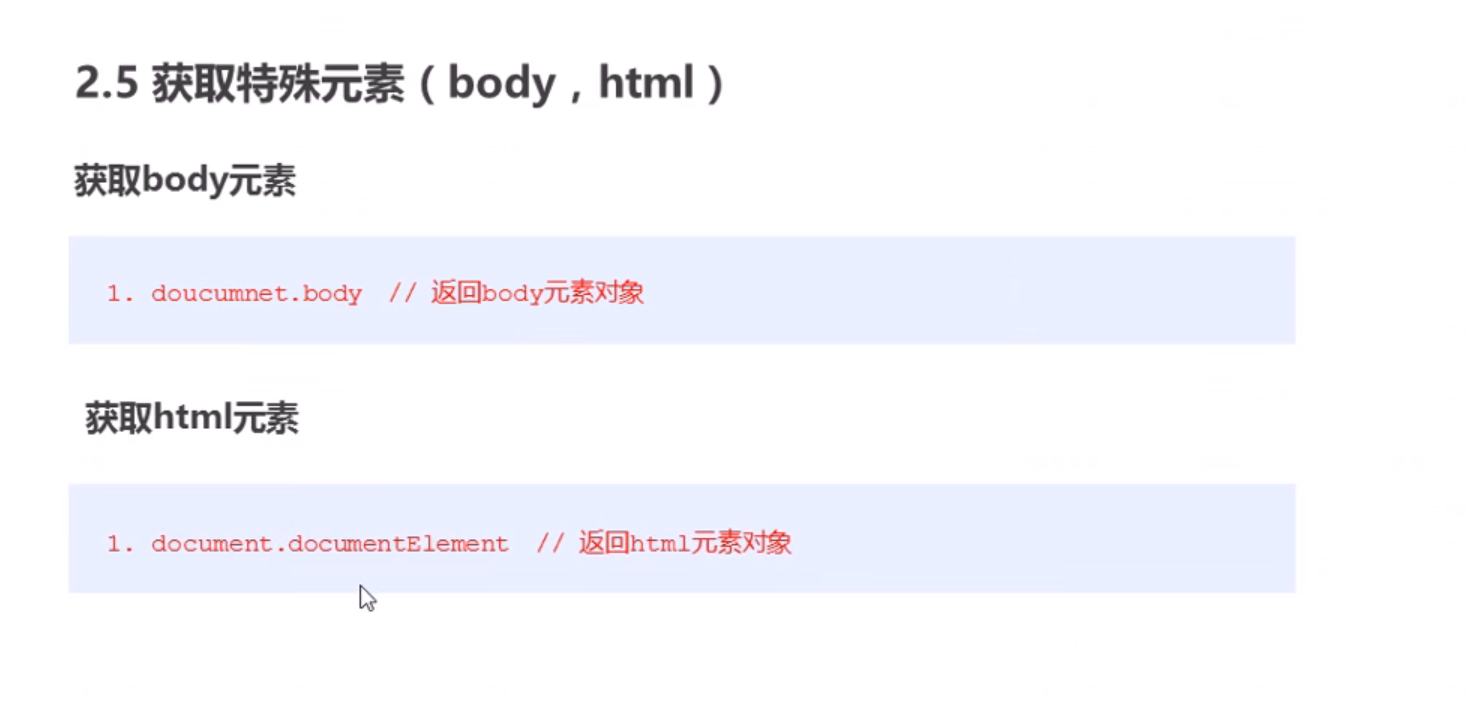 2.5 获取特殊元素（body，html）
获取body元素
1. doucumnet.body // 返回body元素对象
获取html元素
1. document.documentElement // 返回html元素对象